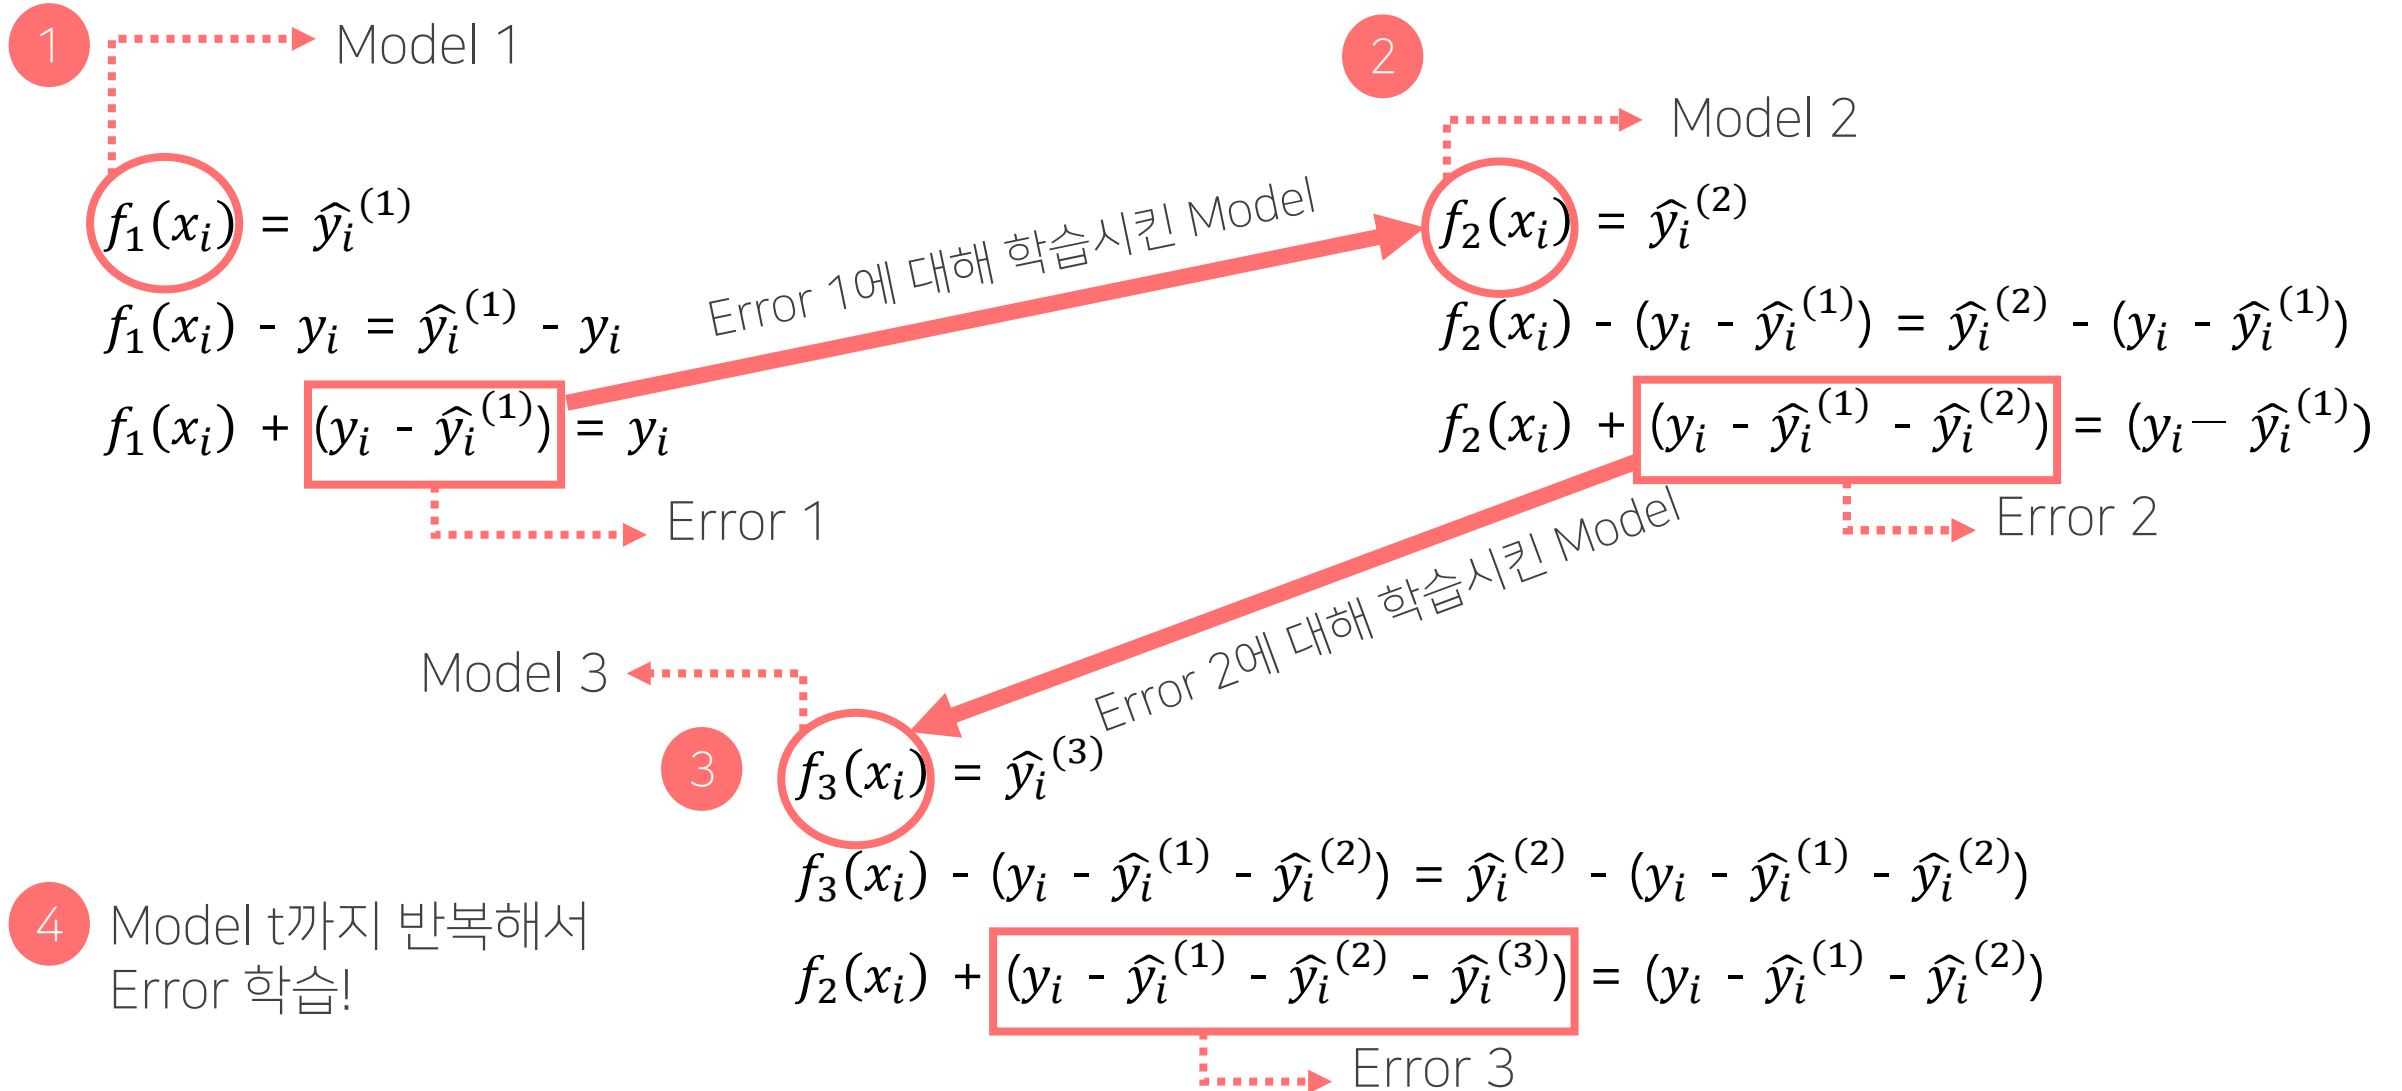 1
Model 1
f₁(xᵢ) = ŷᵢ⁽¹⁾
f₁(xᵢ) - yᵢ = ŷᵢ⁽¹⁾ - yᵢ
f₁(xᵢ) + (yᵢ - ŷᵢ⁽¹⁾) = yᵢ
Error 1
Error 1에 대해 학습시킨 Model
2
Model 2
f₂(xᵢ) = ŷᵢ⁽²⁾
f₂(xᵢ) - (yᵢ - ŷᵢ⁽¹⁾) = ŷᵢ⁽²⁾ - (yᵢ - ŷᵢ⁽¹⁾)
f₂(xᵢ) + (yᵢ - ŷᵢ⁽¹⁾ - ŷᵢ⁽²⁾) = (yᵢ − ŷᵢ⁽¹⁾)
Error 2
Error 2에 대해 학습시킨 Model
Model 3
3
f₃(xᵢ) = ŷᵢ⁽³⁾
f₃(xᵢ) - (yᵢ - ŷᵢ⁽¹⁾ - ŷᵢ⁽²⁾) = ŷᵢ⁽²⁾ - (yᵢ - ŷᵢ⁽¹⁾ - ŷᵢ⁽²⁾)
f₂(xᵢ) + (yᵢ - ŷᵢ⁽¹⁾ - ŷᵢ⁽²⁾ - ŷᵢ⁽³⁾) = (yᵢ - ŷᵢ⁽¹⁾ - ŷᵢ⁽²⁾)
Error 3
4
Model t까지 반복해서
Error 학습!